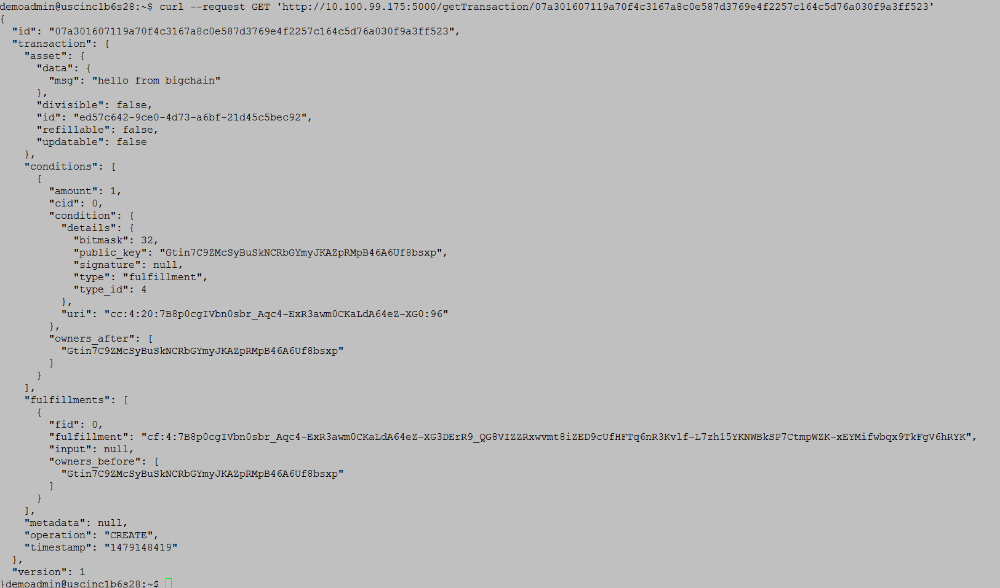 demoadmin@uscinc1b6s28:~$ curl --request GET 'http://10.100.99.175:5000/getTransaction/07a301607119a70f4c3167a8c0e587d3769e4f2257c164c5d76a030f9a3ff523'
{
  "id": "07a301607119a70f4c3167a8c0e587d3769e4f2257c164c5d76a030f9a3ff523",
  "transaction": {
    "asset": {
      "data": {
        "msg": "hello from bigchain"
      },
      "divisible": false,
      "id": "ed57c642-9ce0-4d73-a6bf-21d45c5bec92",
      "refillable": false,
      "updatable": false
    },
    "conditions": [
      {
        "amount": 1,
        "cid": 0,
        "condition": {
          "details": {
            "bitmask": 32,
            "public_key": "Gtin7C9ZMcSyBuSkNCRbGYmyJKAZpRMpB46A6Uf8bsxp",
            "signature": null,
            "type": "fulfillment",
            "type_id": 4
          },
          "uri": "cc:4:20:7B8p0cgIVbn0sbr_Aqc4-ExR3awm0CKaLdA64eZ-XG0:96"
        },
        "owners_after": [
          "Gtin7C9ZMcSyBuSkNCRbGYmyJKAZpRMpB46A6Uf8bsxp"
        ]
      }
    ],
    "fulfillments": [
      {
        "fid": 0,
        "fulfillment": "cf:4:7B8p0cgIVbn0sbr_Aqc4-ExR3awm0CKaLdA64eZ-XG3DErR9_QG8VIZZRxwvmt8iZED9cUfHFTq6nR3Kvlf-L7zh15YKNWBkSP7CtmpWZK-xEYMifwbqx9TkFgV6hRYK",
        "input": null,
        "owners_before": [
          "Gtin7C9ZMcSyBuSkNCRbGYmyJKAZpRMpB46A6Uf8bsxp"
        ]
      }
    ],
    "metadata": null,
    "operation": "CREATE",
    "timestamp": "1479148419"
  },
  "version": 1
}demoadmin@uscinc1b6s28:~$